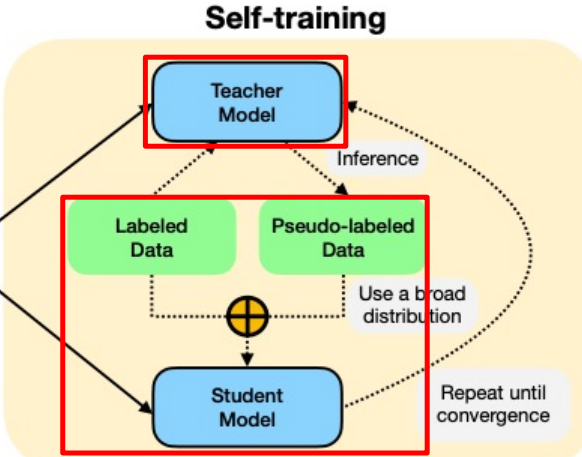 Self-training
Teacher
Model
Inference
Labeled
Data
Pseudo-labeled
Data
Use a broad
distribution
Student
Model
Repeat until
convergence